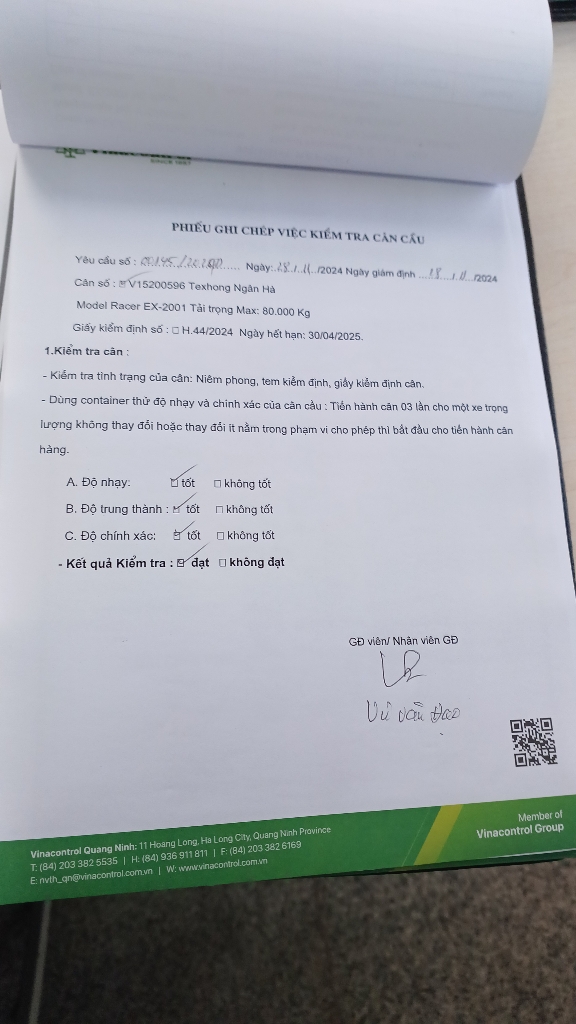 SINCE 1957
PHIẾU GHI CHÉP VIỆC KIỂM TRA CÂN CẦU
Yêu cầu số : Ngày: 28 / 11 /2024 Ngày giám định 28 / 11 /2024
Cân số : V15200596 Texhong Ngân Hà
Model Racer EX-2001 Tải trọng Max: 80.000 Kg
Giấy kiểm định số : □ H.44/2024 Ngày hết hạn: 30/04/2025.
1.Kiểm tra cân :
- Kiểm tra tình trạng của cân: Niêm phong, tem kiểm định, giấy kiểm định cân.
- Dùng container thử độ nhạy và chính xác của cân cầu : Tiến hành cân 03 lần cho một xe trọng
lượng không thay đổi hoặc thay đổi ít nằm trong phạm vi cho phép thì bắt đầu cho tiến hành cân
hàng.
A. Độ nhạy: ☑ tốt □ không tốt
B. Độ trung thành : ☑ tốt □ không tốt
C. Độ chính xác: ☑ tốt □ không tốt
- Kết quả Kiểm tra : ☑ đạt □ không đạt
GĐ viên/ Nhân viên GĐ
Vũ Văn Đạo
Member of
Vinacontrol Group
Vinacontrol Quang Ninh: 11 Hoang Long, Ha Long City, Quang Ninh Province
T: (84) 203 382 5535 | H: (84) 936 911 811 | F: (84) 203 382 6169
E: nvth_qn@vinacontrol.com.vn | W: www.vinacontrol.com.vn